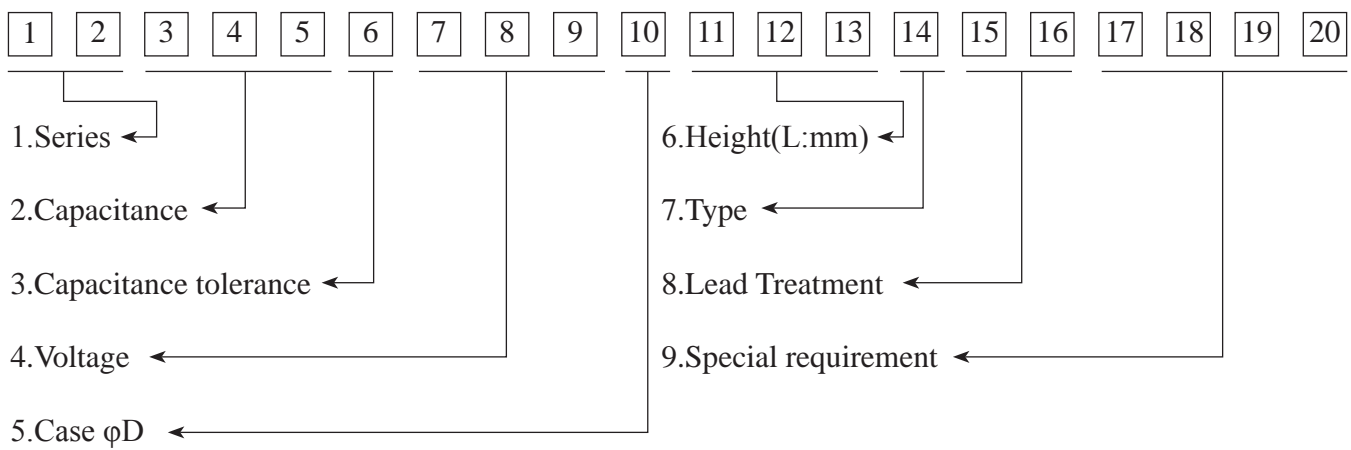 1 2 3 4 5 6 7 8 9 10 11 12 13 14 15 16 17 18 19 20
1.Series
2.Capacitance
3.Capacitance tolerance
4.Voltage
5.Case φD
6.Height(L:mm)
7.Type
8.Lead Treatment
9.Special requirement